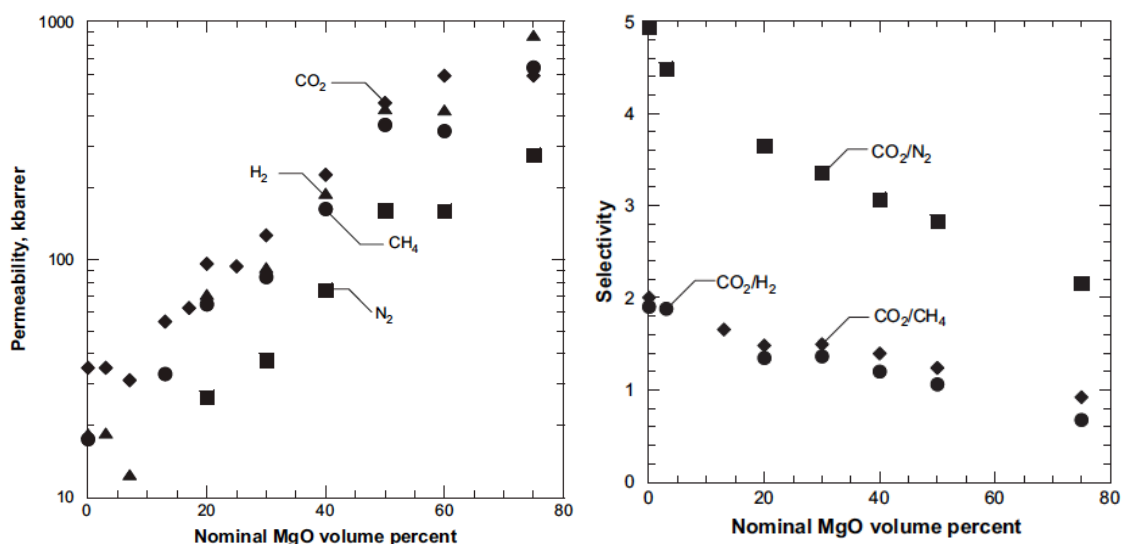 1000
100
10
0
20
40
60
80
Permeability, kbarrer
Nominal MgO volume percent
CO₂
H₂
CH₄
N₂
5
4
3
2
1
0
0
20
40
60
80
Selectivity
Nominal MgO volume percent
CO₂/N₂
CO₂/H₂
CO₂/CH₄